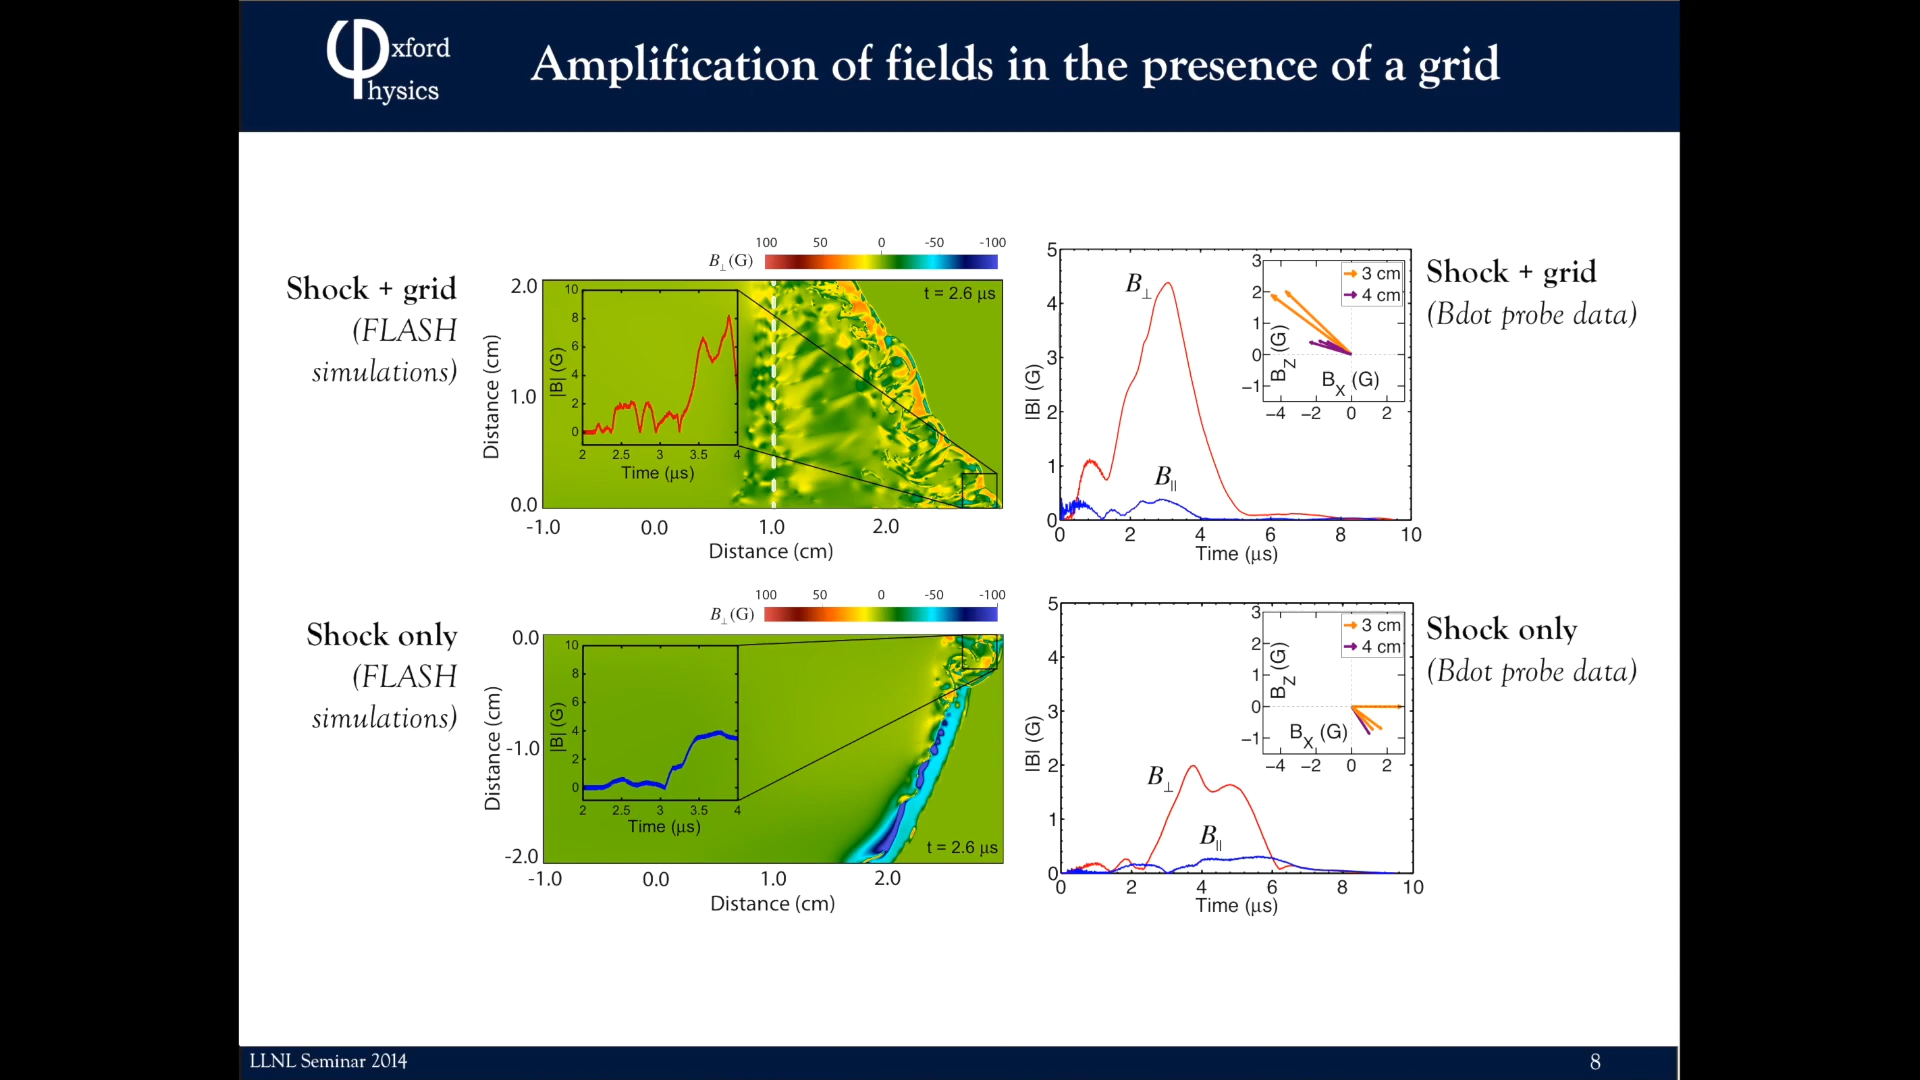 Oxford
Physics
Amplification of fields in the presence of a grid
Shock + grid
(FLASH
simulations)
100 50 0 -50 -100
B⊥(G)
t = 2.6 μs
2.0
1.0
0.0
Distance (cm)
-1.0 0.0 1.0 2.0
Distance (cm)
10
8
6
4
2
0
|B| (G)
2 2.5 3 3.5 4
Time (μs)
5
4
3
2
1
0
|B| (G)
B⊥
B||
0 2 4 6 8 10
Time (μs)
3
2
1
0
−1
BZ (G)
BX (G)
−4 −2 0 2
3 cm
4 cm
Shock + grid
(Bdot probe data)
Shock only
(FLASH
simulations)
100 50 0 -50 -100
B⊥(G)
0.0
-1.0
-2.0
Distance (cm)
-1.0 0.0 1.0 2.0
Distance (cm)
t = 2.6 μs
10
8
6
4
2
0
|B| (G)
2 2.5 3 3.5 4
Time (μs)
5
4
3
2
1
0
|B| (G)
B⊥
B||
0 2 4 6 8 10
Time (μs)
3
2
1
0
−1
BZ (G)
BX (G)
−4 −2 0 2
3 cm
4 cm
Shock only
(Bdot probe data)
LLNL Seminar 2014
8